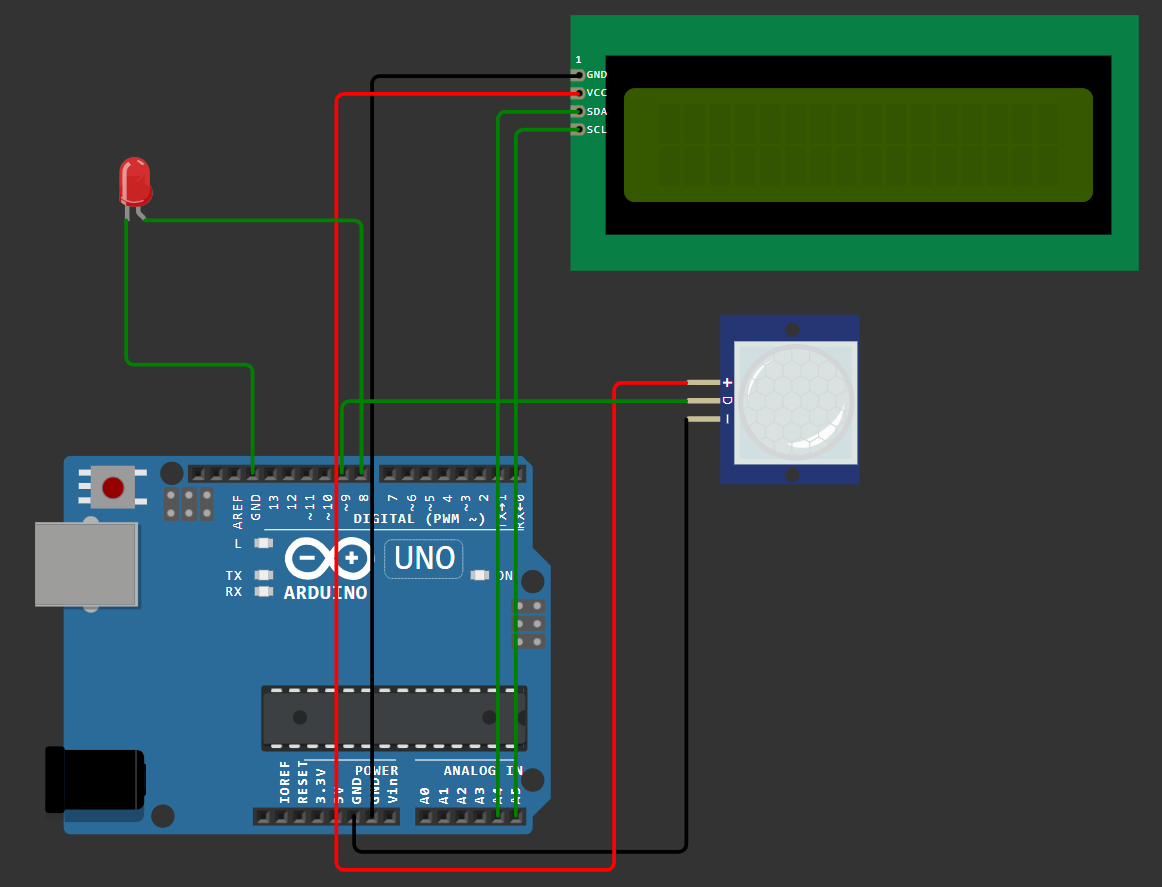 1
GND
VCC
SDA
SCL
+
D
−
AREF
GND
13
12
~11
~10
~9
8
7
~6
~5
4
~3
2
TX→1
RX←0
DIGITAL (PWM ~)
L
TX
RX
− +
UNO
ON
ARDUINO
IOREF
RESET
3.3V
5V
GND
GND
Vin
POWER
ANALOG IN
A0
A1
A2
A3
A4
A5